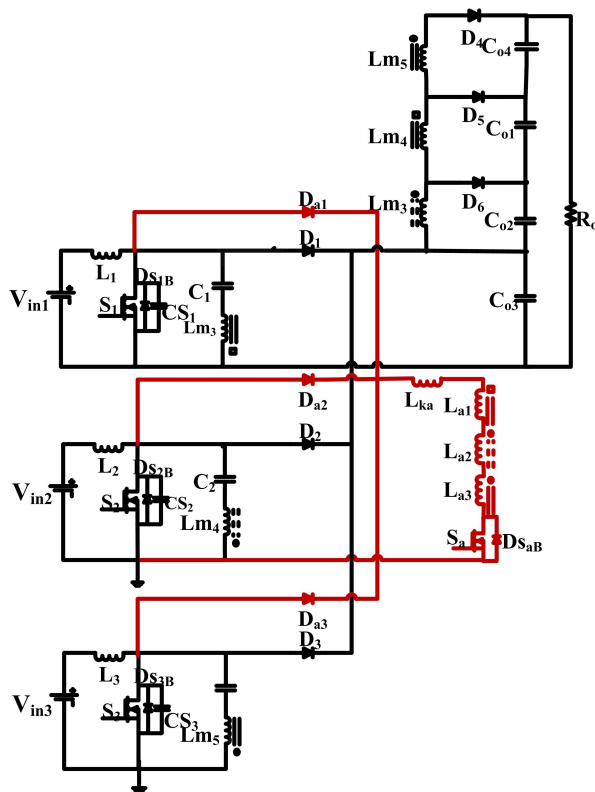 D₄
Cₒ₄
Lm₅
D₅
Cₒ₁
Lm₄
D₆
Cₒ₂
Lm₃
Rₒ
Dₐ₁
D₁
L₁
Ds₁B
C₁
Vᵢₙ₁
S₁
CS₁
Lm₃
Cₒ₃
Dₐ₂
Lₖₐ
Lₐ₁
D₂
L₂
Ds₂B
C₂
Lₐ₂
Vᵢₙ₂
S₂
CS₂
Lₐ₃
Lm₄
Sₐ
DsₐB
Dₐ₃
D₃
L₃
Ds₃B
Vᵢₙ₃
S₃
CS₃
Lm₅